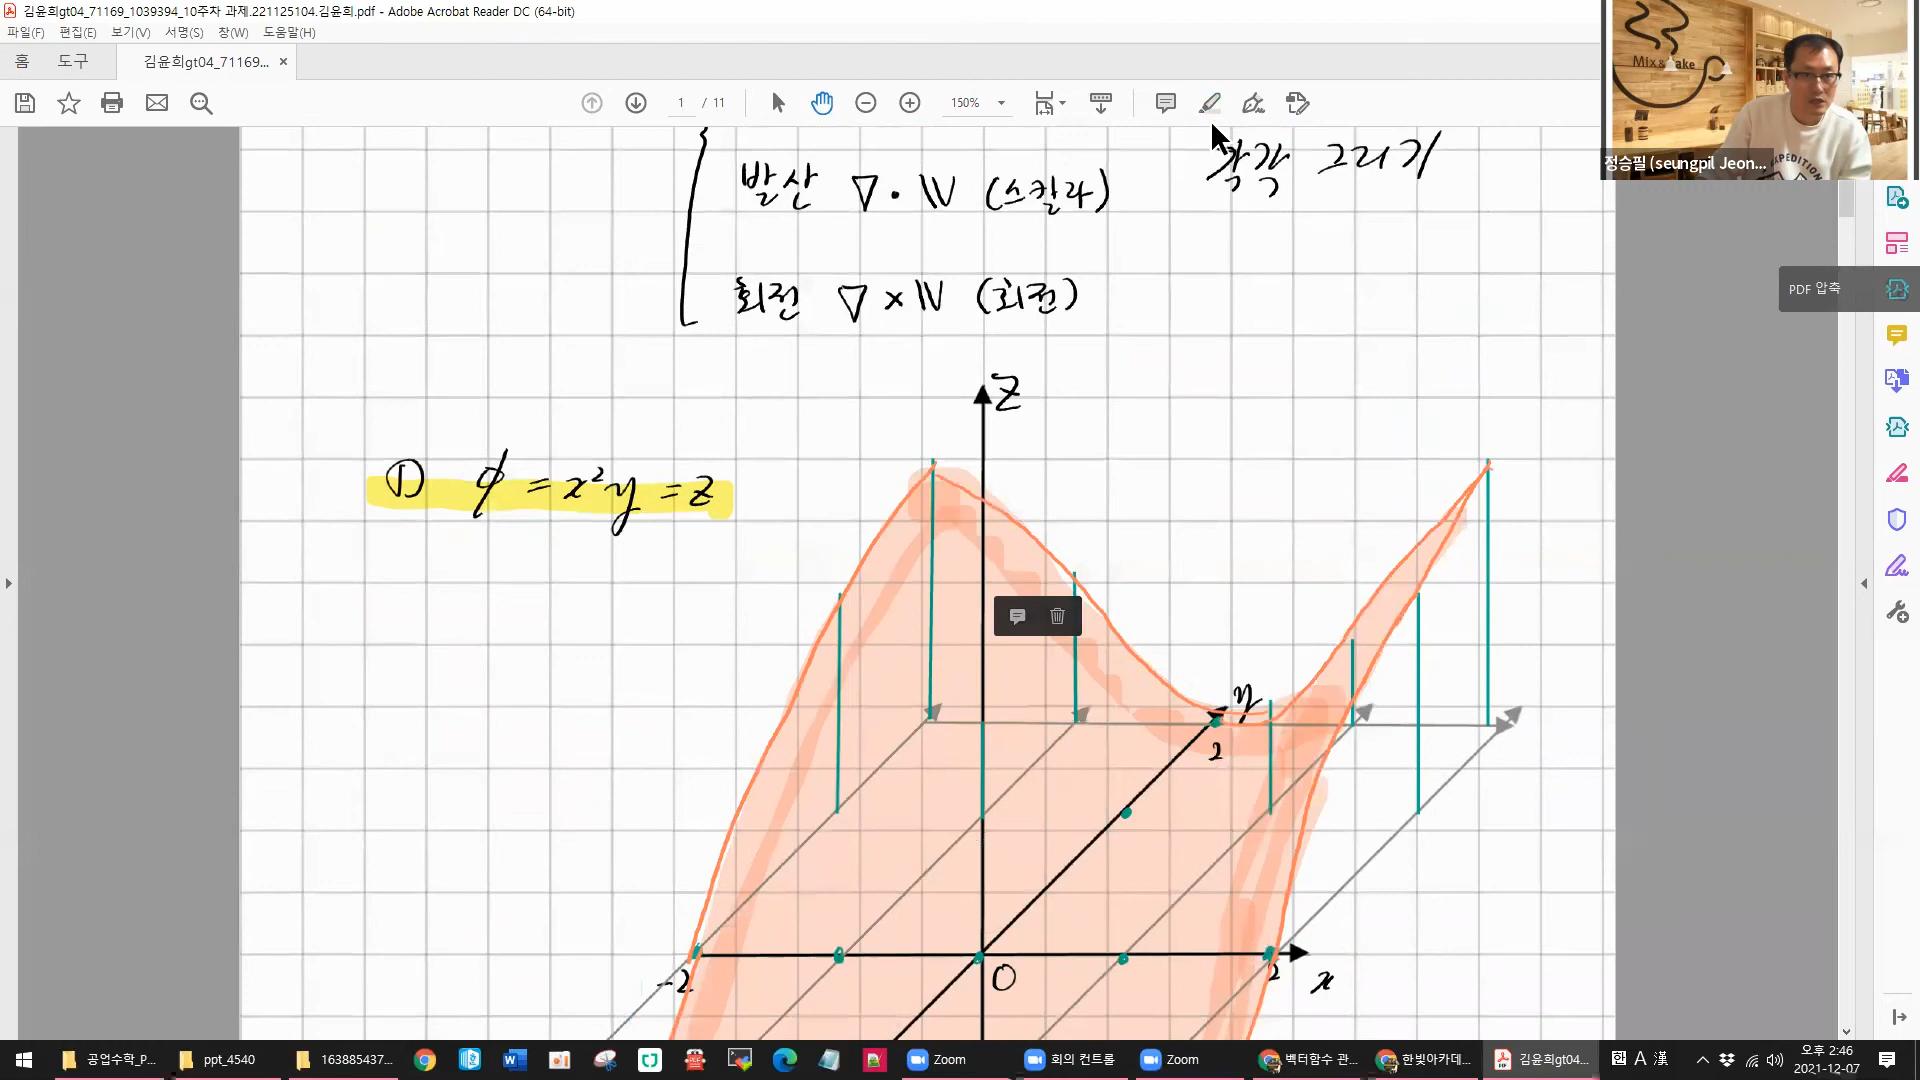 김윤희gt04_71169_1039394_10주차 과제.221125104.김윤희.pdf - Adobe Acrobat Reader DC (64-bit)
파일(F) 편집(E) 보기(V) 서명(S) 창(W) 도움말(H)
홈 도구 김윤희gt04_71169... ×
1 / 11 150%
Mix & Bake
EXPEDITION
정승필 (seungpil Jeon...
각각 그리기
발산 ∇ · V (스칼라)
회전 ∇ × V (회전)
PDF 압축
z
① φ = x²y = z
y
2
-2
0
2
x
공업수학_P...
ppt_4540
163885437...
Zoom
회의 컨트롤
Zoom
벡터함수 관...
한빛아카데...
김윤희gt04...
한 A 漢
오후 2:46
2021-12-07